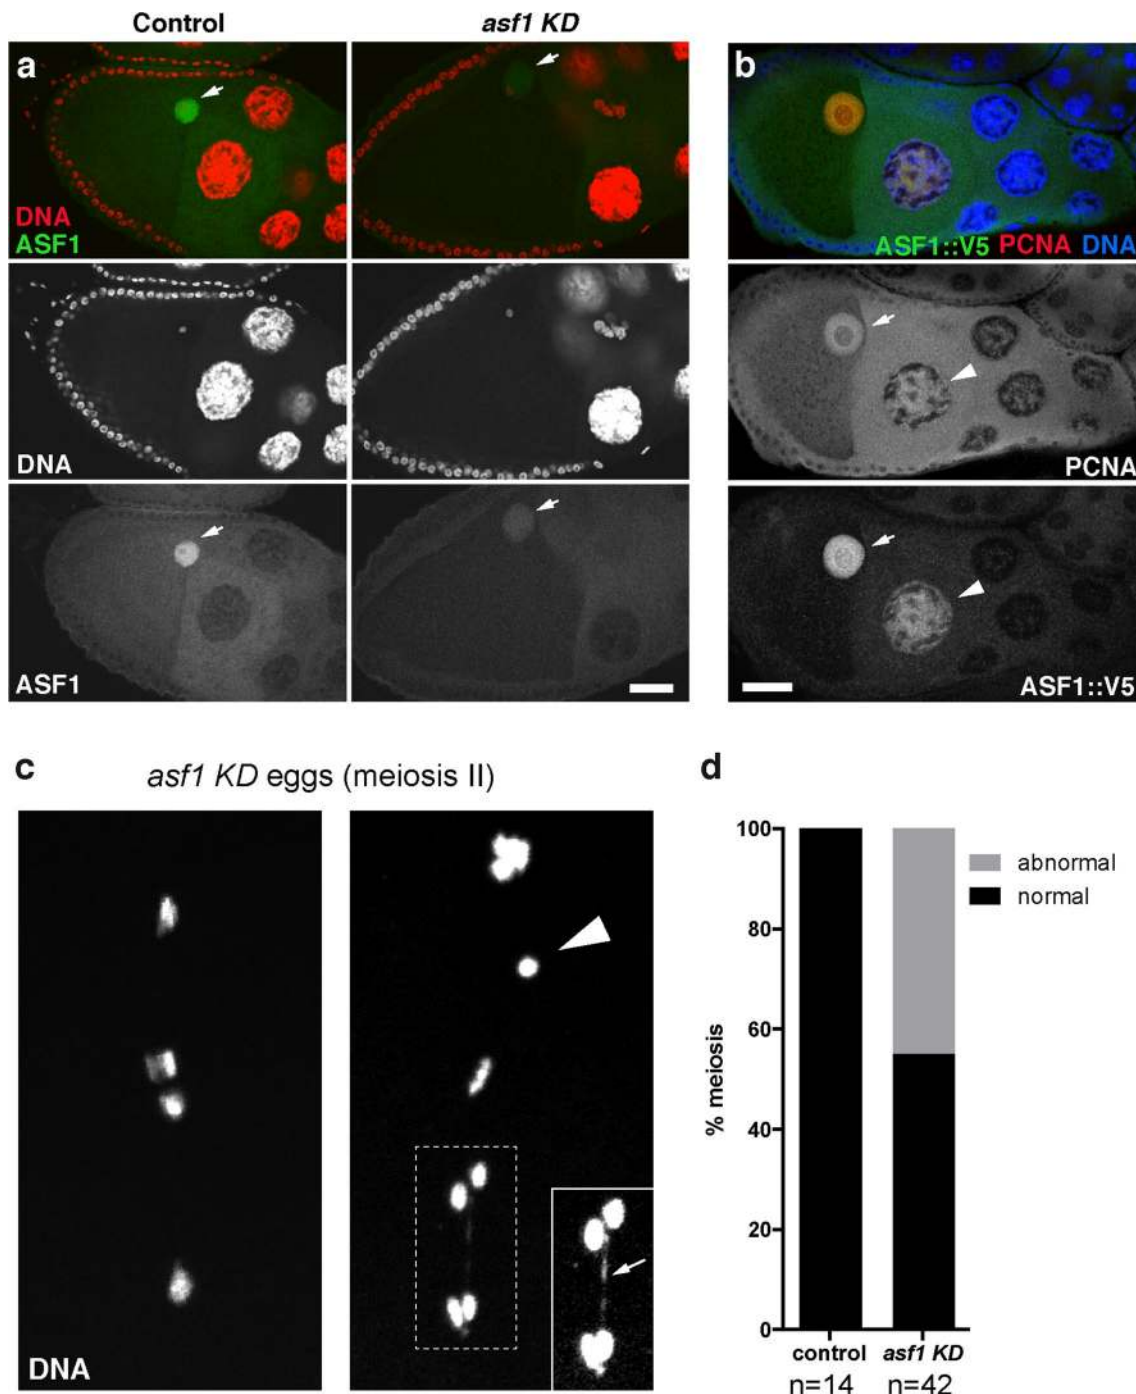 Control
asf1 KD
a
DNA
ASF1
DNA
ASF1
b
ASF1::V5 PCNA DNA
PCNA
ASF1::V5
c
asf1 KD eggs (meiosis II)
DNA
d
100
80
60
40
20
0
% meiosis
abnormal
normal
control
asf1 KD
n=14
n=42